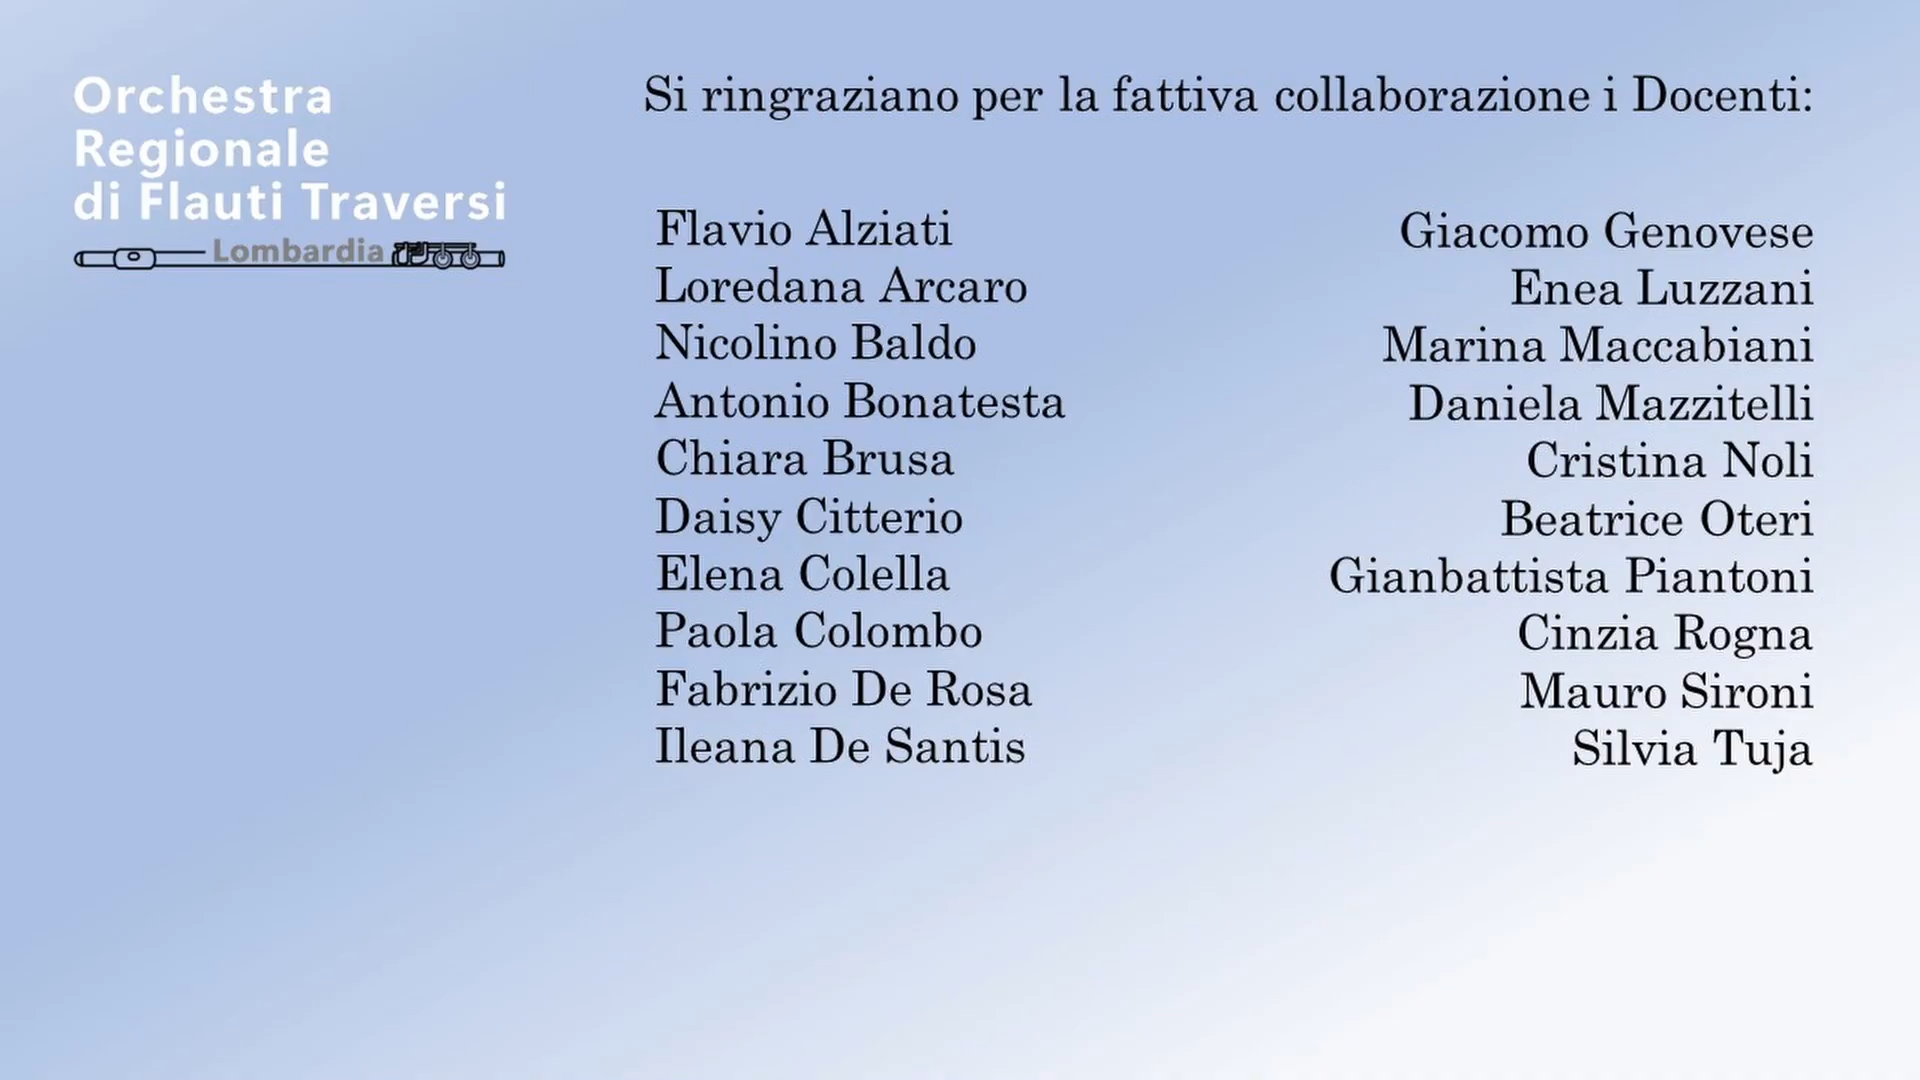 Orchestra
Regionale
di Flauti Traversi
Lombardia
Si ringraziano per la fattiva collaborazione i Docenti:
Flavio Alziati
Loredana Arcaro
Nicolino Baldo
Antonio Bonatesta
Chiara Brusa
Daisy Citterio
Elena Colella
Paola Colombo
Fabrizio De Rosa
Ileana De Santis
Giacomo Genovese
Enea Luzzani
Marina Maccabiani
Daniela Mazzitelli
Cristina Noli
Beatrice Oteri
Gianbattista Piantoni
Cinzia Rogna
Mauro Sironi
Silvia Tuja